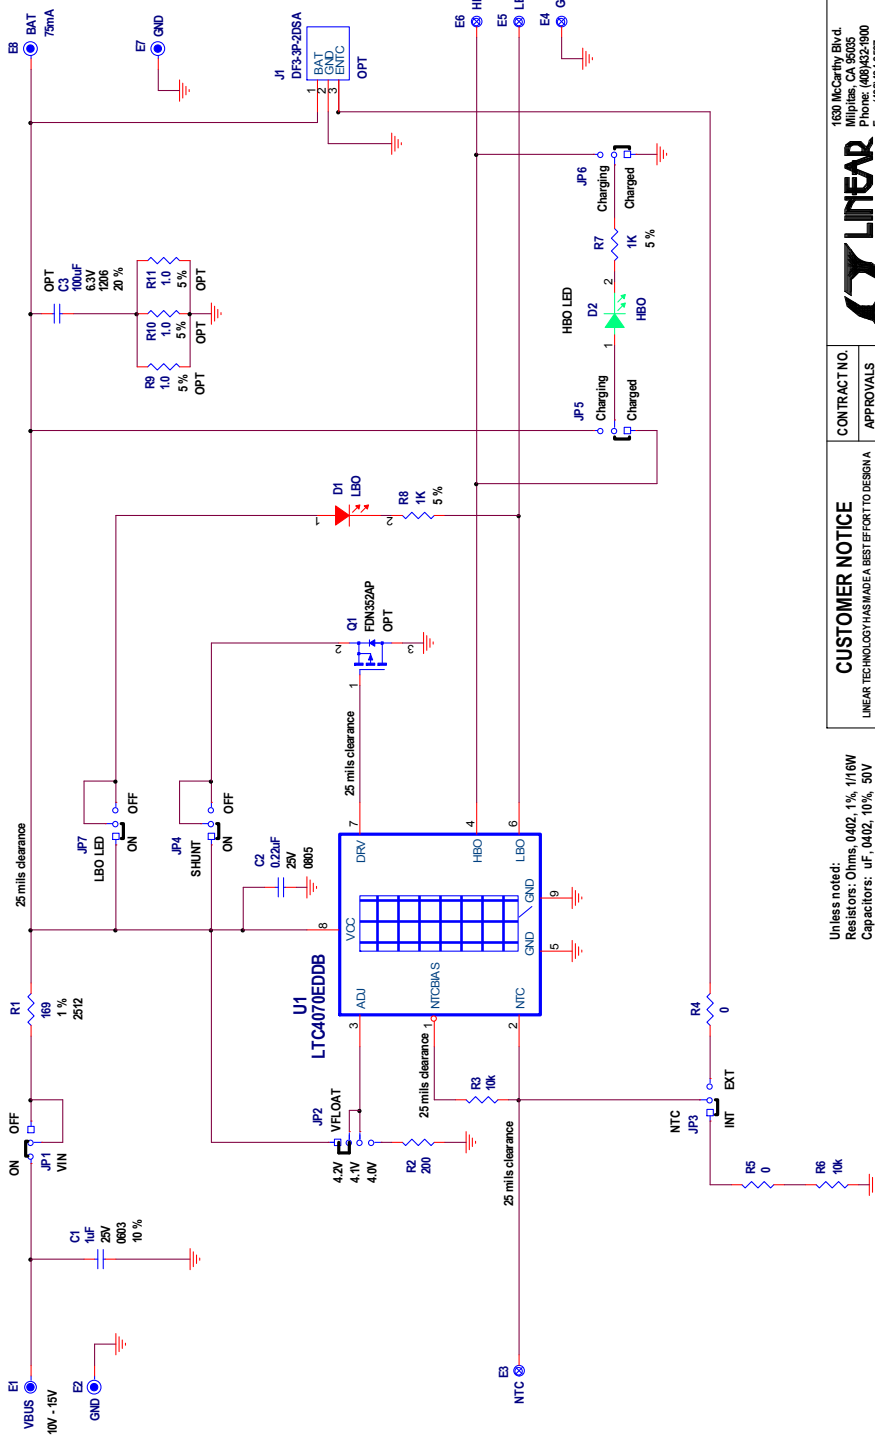 E1
VBUS
10V - 15V
E2
GND
C1
1uF
25V
0603
10 %
ON
OFF
JP1
VIN
R1
169
1 %
2512
25 mils clearance
JP7
LBO LED
ON
OFF
JP4
SHUNT
ON
OFF
C2
0.22uF
25V
0805
D1
LBO
1
2
R8
1K
5 %
Q1
FDN352AP
OPT
1
2
3
25 mils clearance
OPT
C3
100uF
6.3V
1206
20 %
R9
1.0
5 %
OPT
R10
1.0
5 %
OPT
R11
1.0
5 %
OPT
E8
BAT
75mA
E7
GND
J1
DF3-3P-2DSA
BAT
GND
ENTC
1
2
3
OPT
U1
LTC4070EDDB
VCC
8
ADJ
3
NTCBIAS
1
NTC
2
DRV
7
HBO
4
LBO
6
GND
5
GND
9
JP2
VFLOAT
4.2V
4.1V
4.0V
R2
200
25 mils clearance
R3
10k
25 mils clearance
E3
NTC
NTC
JP3
INT
EXT
R4
0
R5
0
R6
10k
JP5
Charging
Charged
HBO LED
D2
HBO
1
2
R7
1K
5 %
JP6
Charging
Charged
E6
E5
E4
Unless noted:
Resistors: Ohms, 0402, 1%, 1/16W
Capacitors: uF, 0402, 10%, 50V
CUSTOMER NOTICE
LINEAR TECHNOLOGY HAS MADE A BEST EFFORT TO DESIGN A
CONTRACT NO.
APPROVALS
LINEAR
1630 McCarthy Blvd.
Milpitas, CA 95035
Phone: (408)432-1900